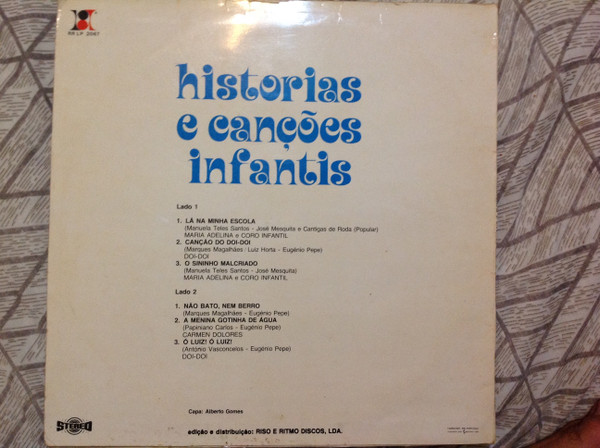 RR LP 2087
historias
e canções
infantis
Lado 1
1. LÁ NA MINHA ESCOLA
(Manuela Teles Santos - José Mesquita e Cantigas de Roda (Popular)
MARIA ADELINA e CORO INFANTIL
2. CANÇÃO DO DOI-DOI
(Marques Magalhães - Luiz Horta - Eugénio Pepe)
DOI-DOI
3. O SININHO MALCRIADO
(Manuela Teles Santos - José Mesquita)
MARIA ADELINA e CORO INFANTIL
Lado 2
1. NÃO BATO, NEM BERRO
(Marques Magalhães - Eugénio Pepe)
2. A MENINA GOTINHA DE ÁGUA
(Papiniano Carlos - Eugénio Pepe)
CARMEN DOLORES
3. Ó LUIZ! Ó LUIZ!
(António Vasconcelos - Eugénio Pepe)
DOI-DOI
Capa: Alberto Gomes
STEREO
edição e distribuição: RISO E RITMO DISCOS, LDA.